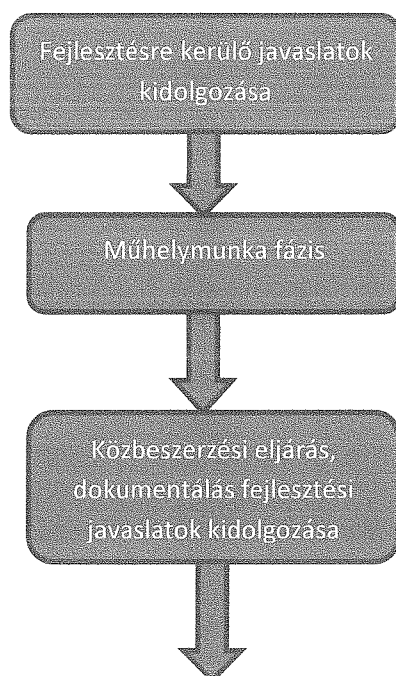 Fejlesztésre kerülő javaslatok
kidolgozása
Műhelymunka fázis
Közbeszerzési eljárás,
dokumentálás fejlesztési
javaslatok kidolgozása